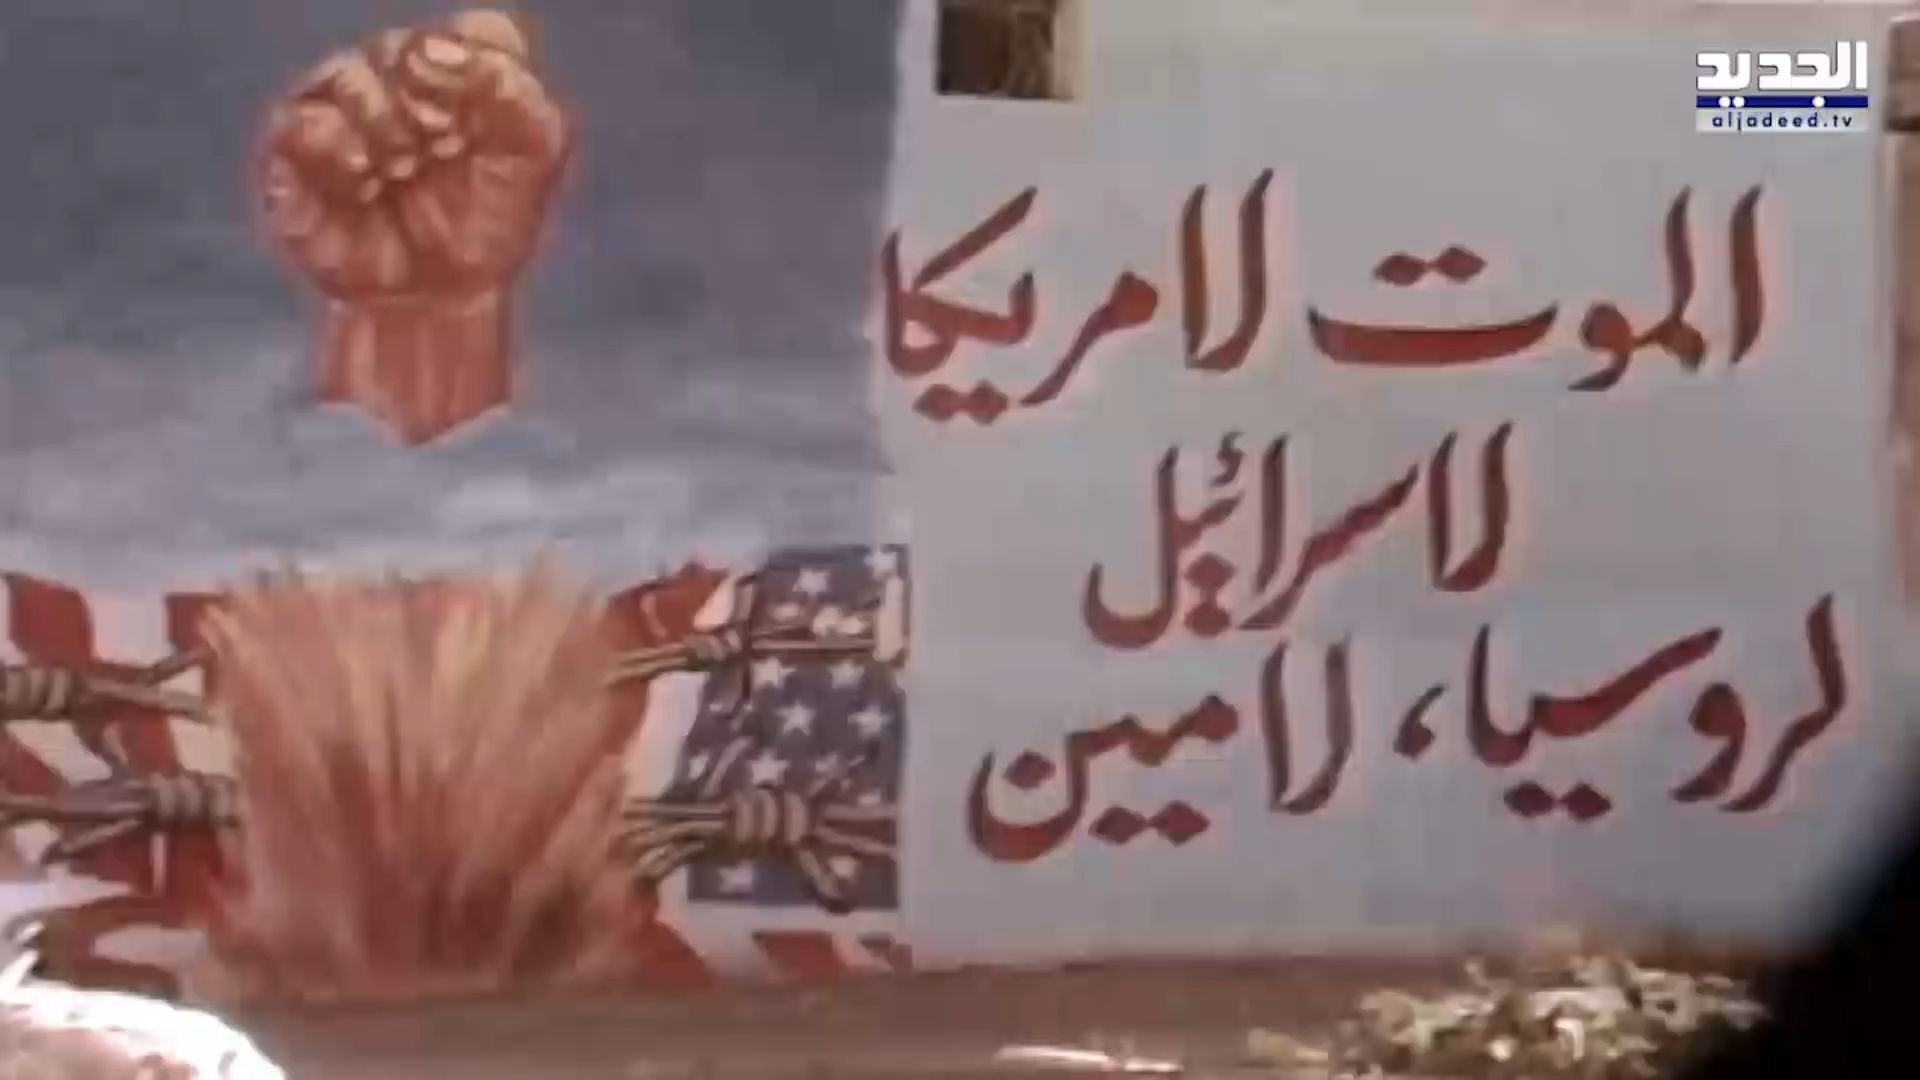 الجديد
aljadeed.tv
الموت لامريكا
لاسرائيل
لروسيا، لامين